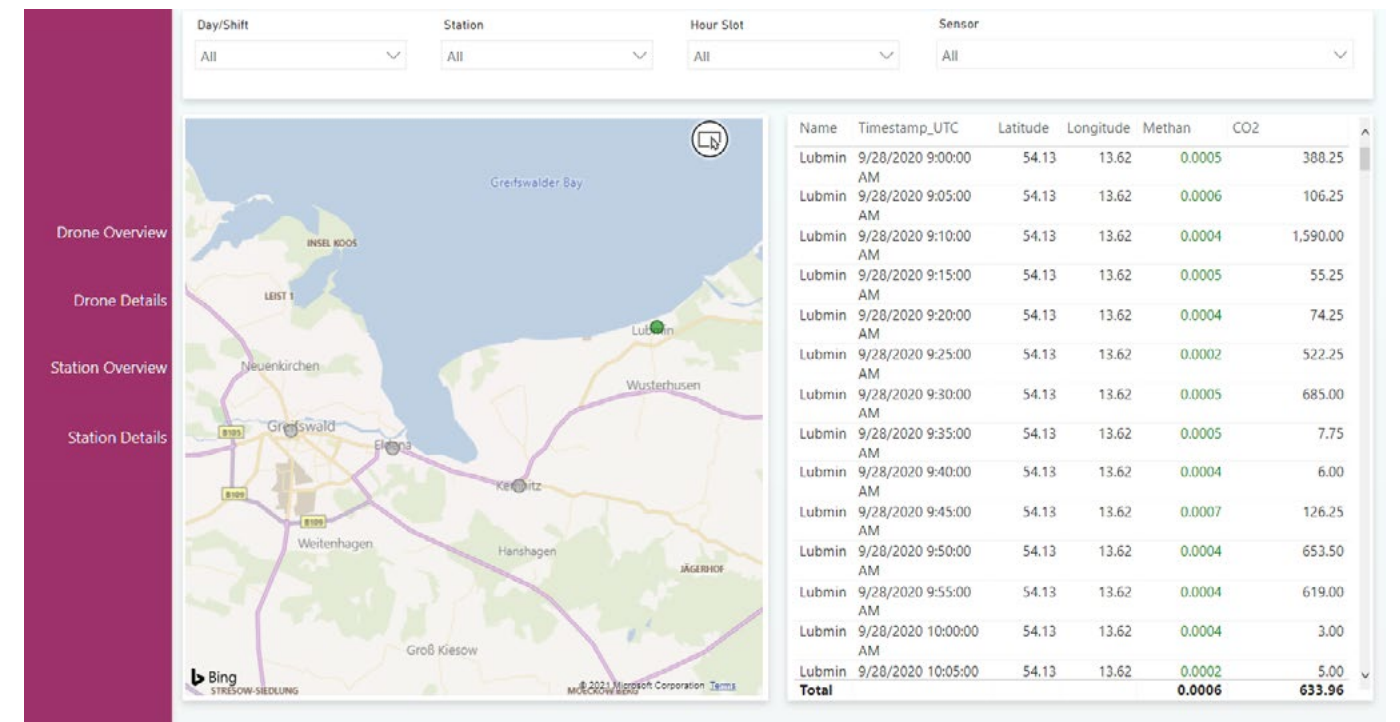 Day/Shift Station Hour Slot Sensor
All All All All
Drone Overview
Drone Details
Station Overview
Station Details
Greifswalder Bay
INSEL KOOS
LEIST 1
Lubmin
Neuenkirchen
Wusterhusen
B105 Greifswald
Eldena
Kemnitz
B109
B109
Weitenhagen
Hanshagen
JÄGERHOF
Groß Kiesow
Bing
STRESOW-SIEDLUNG
MOECKOW BERG
© 2021 Microsoft Corporation Terms
Name Timestamp_UTC Latitude Longitude Methan CO2
Lubmin 9/28/2020 9:00:00 54.13 13.62 0.0005 388.25
AM
Lubmin 9/28/2020 9:05:00 54.13 13.62 0.0006 106.25
AM
Lubmin 9/28/2020 9:10:00 54.13 13.62 0.0004 1,590.00
AM
Lubmin 9/28/2020 9:15:00 54.13 13.62 0.0005 55.25
AM
Lubmin 9/28/2020 9:20:00 54.13 13.62 0.0004 74.25
AM
Lubmin 9/28/2020 9:25:00 54.13 13.62 0.0002 522.25
AM
Lubmin 9/28/2020 9:30:00 54.13 13.62 0.0005 685.00
AM
Lubmin 9/28/2020 9:35:00 54.13 13.62 0.0005 7.75
AM
Lubmin 9/28/2020 9:40:00 54.13 13.62 0.0004 6.00
AM
Lubmin 9/28/2020 9:45:00 54.13 13.62 0.0007 126.25
AM
Lubmin 9/28/2020 9:50:00 54.13 13.62 0.0004 653.50
AM
Lubmin 9/28/2020 9:55:00 54.13 13.62 0.0004 619.00
AM
Lubmin 9/28/2020 10:00:00 54.13 13.62 0.0004 3.00
AM
Lubmin 9/28/2020 10:05:00 54.13 13.62 0.0002 5.00
Total 0.0006 633.96